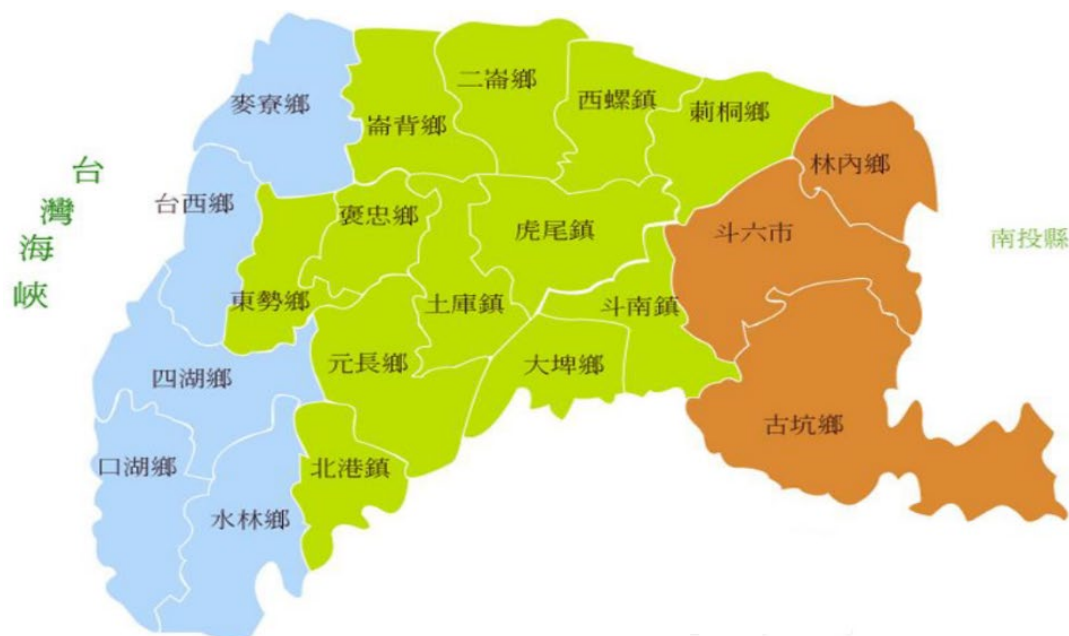 二崙鄉
麥寮鄉
西螺鎮
莿桐鄉
崙背鄉
林內鄉
台灣海峽
台西鄉
褒忠鄉
虎尾鎮
斗六市
南投縣
東勢鄉
土庫鎮
斗南鎮
元長鄉
大埤鄉
四湖鄉
古坑鄉
口湖鄉
北港鎮
水林鄉